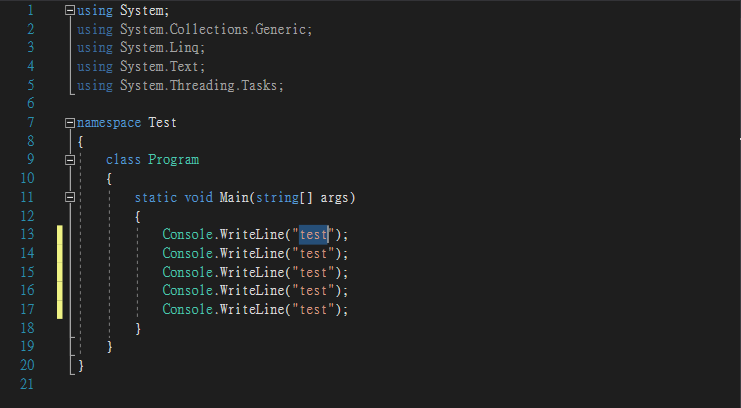 1 using System;
2 using System.Collections.Generic;
3 using System.Linq;
4 using System.Text;
5 using System.Threading.Tasks;
6
7 namespace Test
8 {
9 class Program
10 {
11 static void Main(string[] args)
12 {
13 Console.WriteLine("test");
14 Console.WriteLine("test");
15 Console.WriteLine("test");
16 Console.WriteLine("test");
17 Console.WriteLine("test");
18 }
19 }
20 }
21